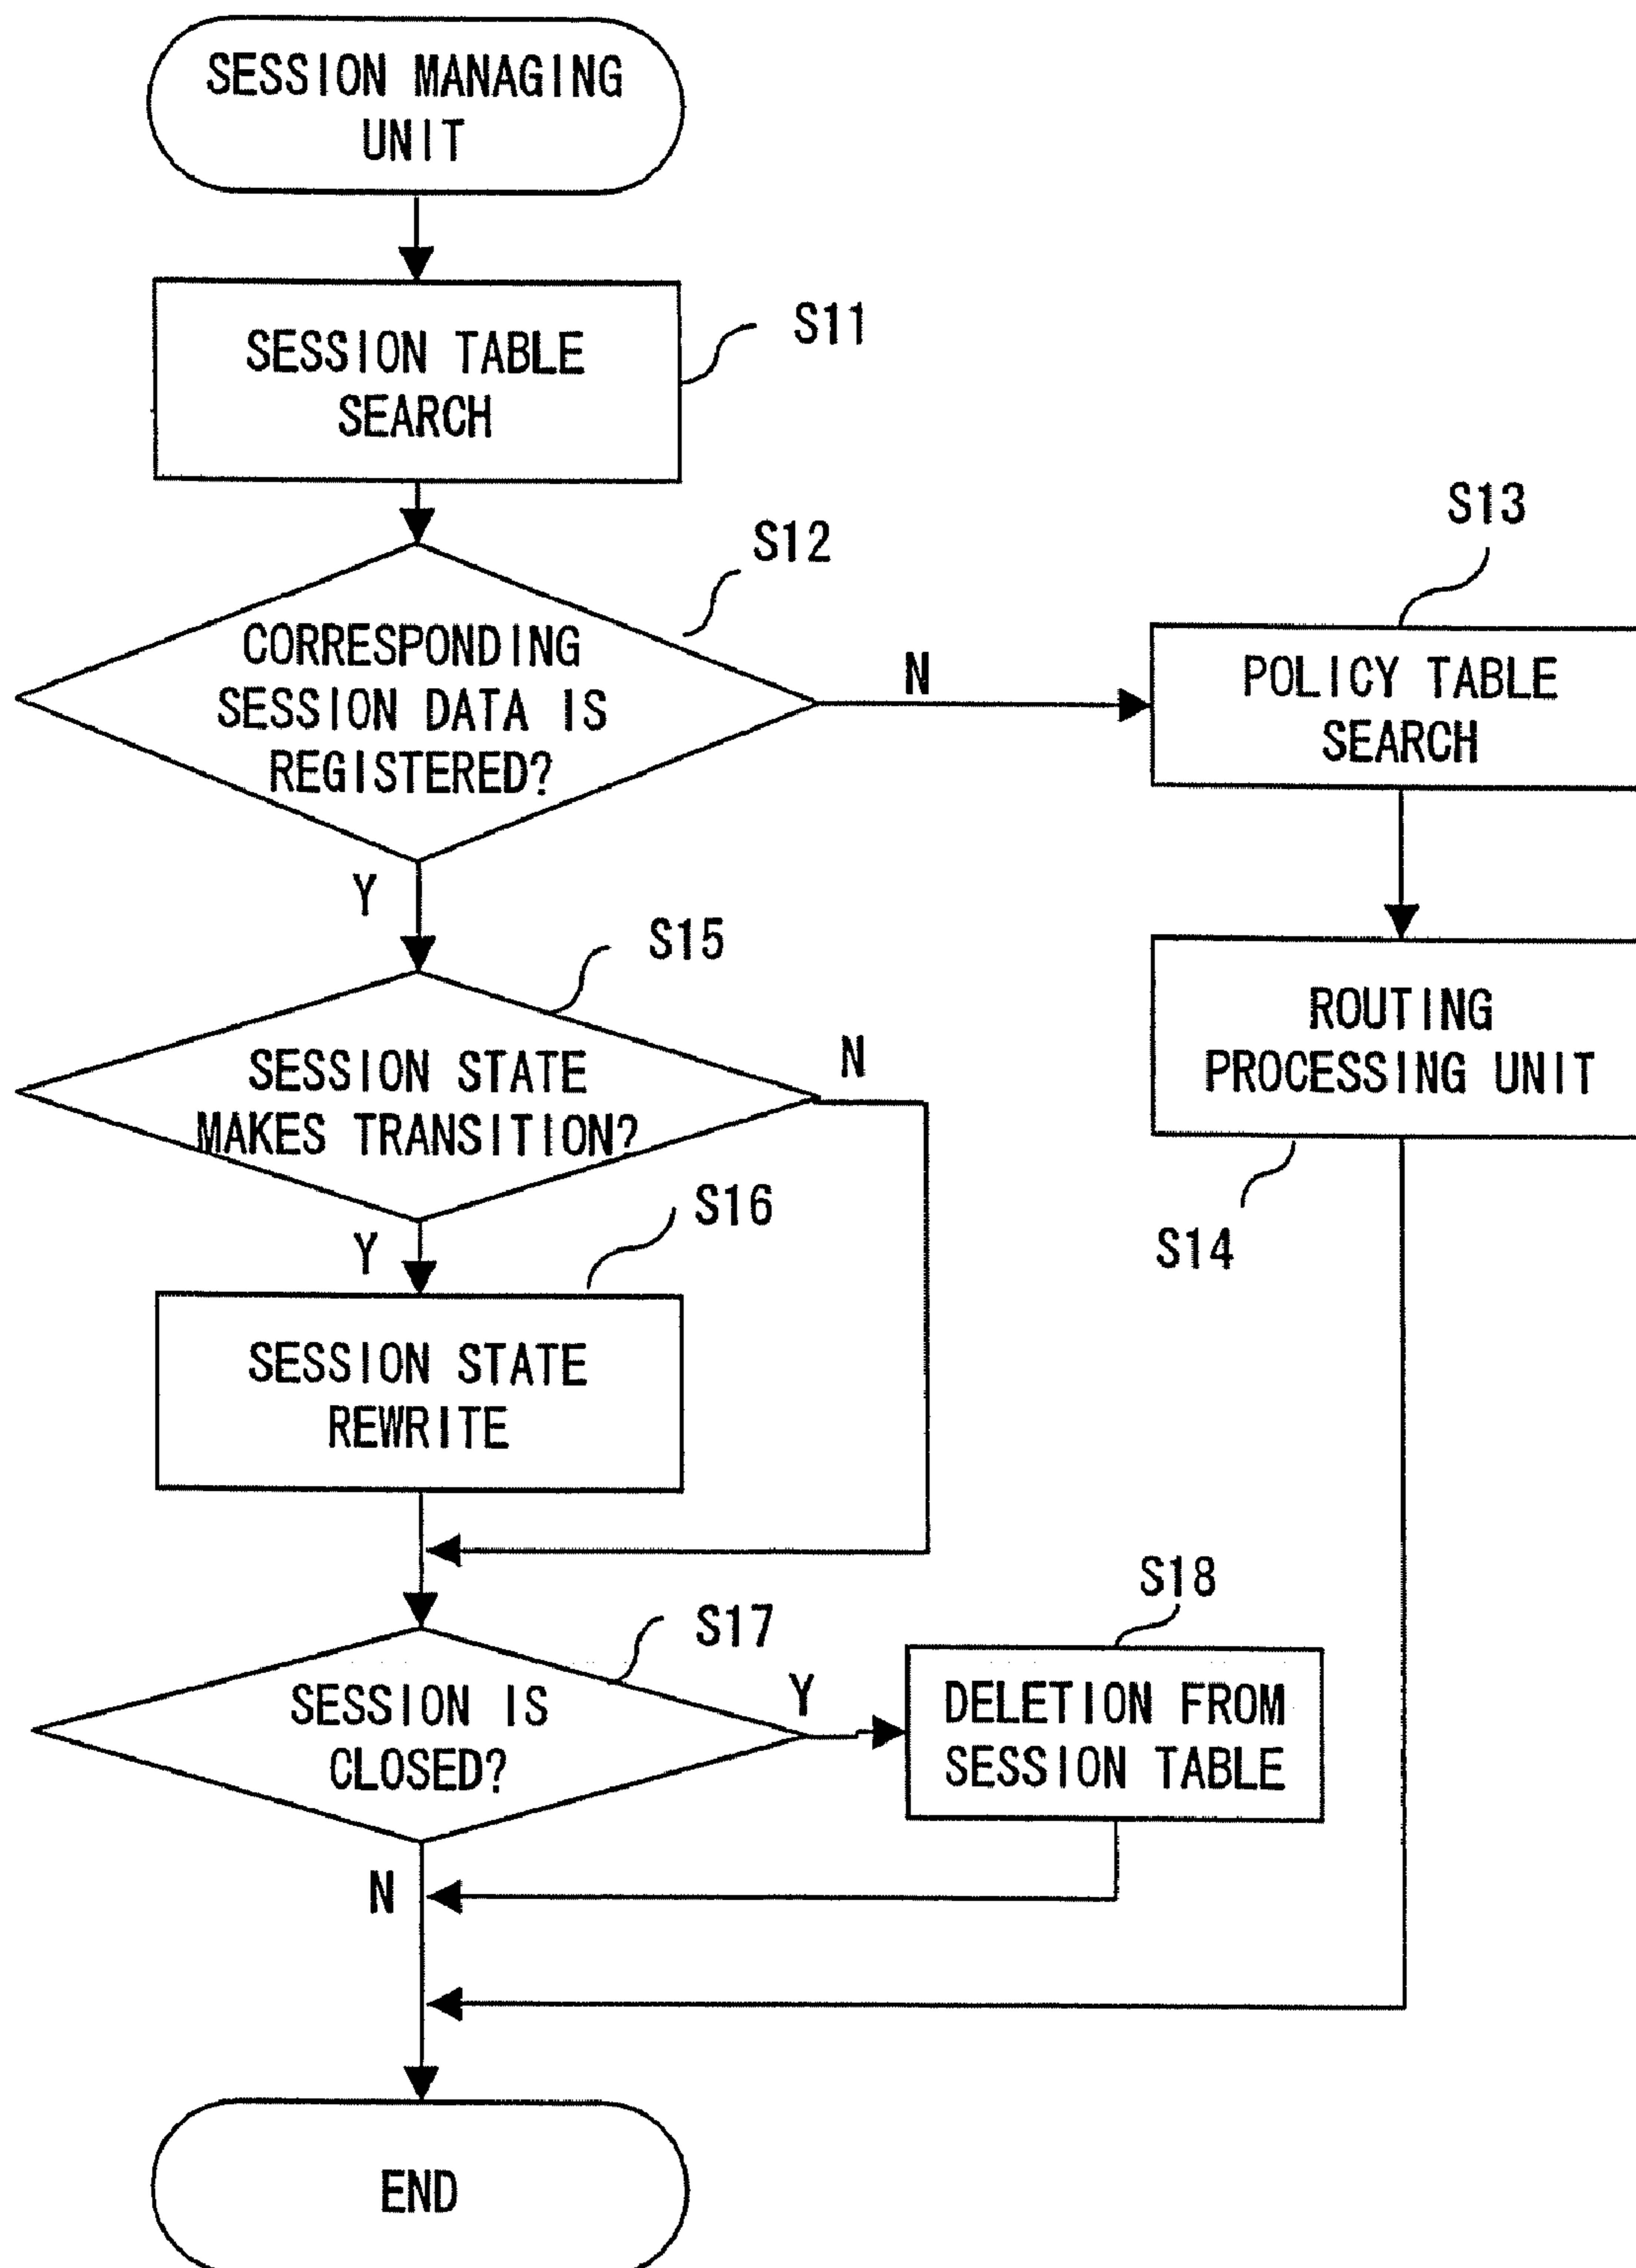 SESSION MANAGING
UNIT
SESSION TABLE
SEARCH
S11
S12
CORRESPONDING
SESSION DATA IS
REGISTERED?
N
Y
S13
POLICY TABLE
SEARCH
ROUTING
PROCESSING UNIT
S14
S15
SESSION STATE
MAKES TRANSITION?
N
Y
S16
SESSION STATE
REWRITE
S17
SESSION IS
CLOSED?
Y
N
S18
DELETION FROM
SESSION TABLE
END